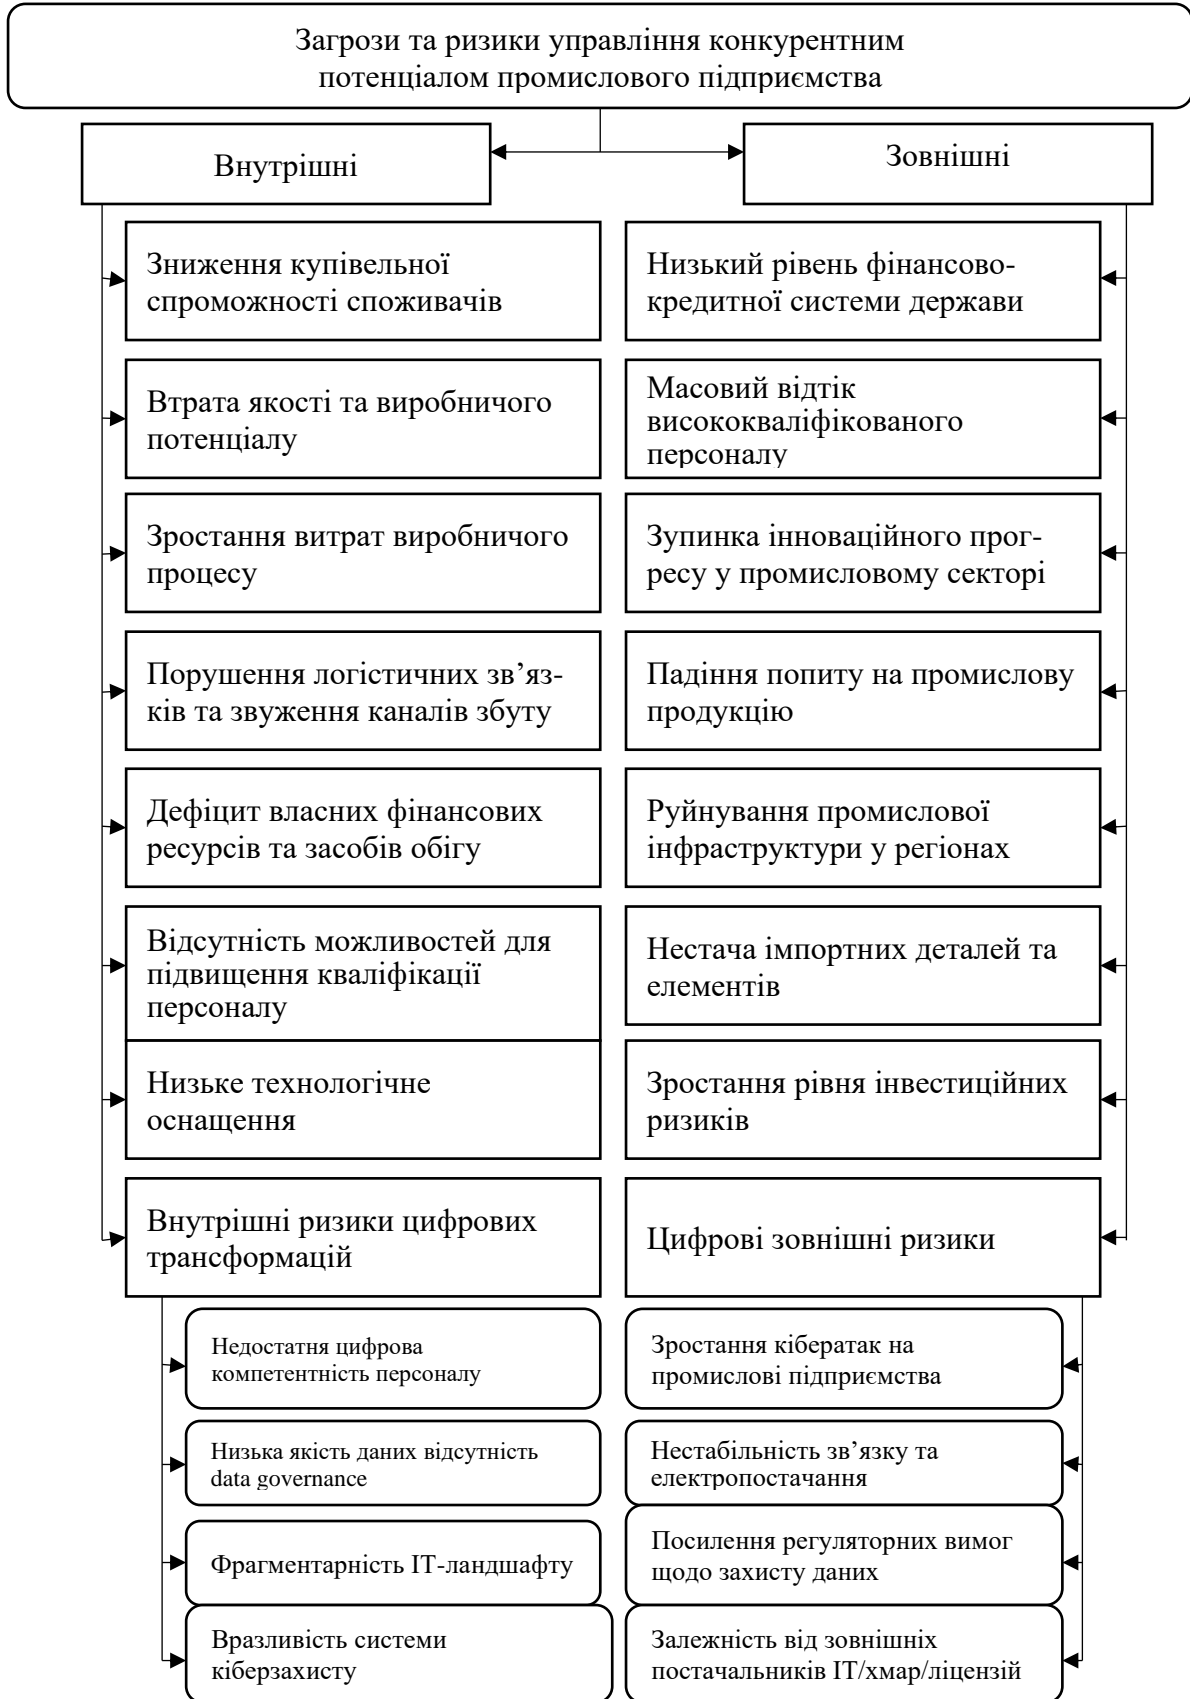 Загрози та ризики управління конкурентним
потенціалом промислового підприємства
Внутрішні
Зовнішні
Зниження купівельної
спроможності споживачів
Низький рівень фінансово-
кредитної системи держави
Втрата якості та виробничого
потенціалу
Масовий відтік
висококваліфікованого
персоналу
Зростання витрат виробничого
процесу
Зупинка інноваційного прог-
ресу у промисловому секторі
Порушення логістичних зв’яз-
ків та звуження каналів збуту
Падіння попиту на промислову
продукцію
Дефіцит власних фінансових
ресурсів та засобів обігу
Руйнування промислової
інфраструктури у регіонах
Відсутність можливостей для
підвищення кваліфікації
персоналу
Нестача імпортних деталей та
елементів
Низьке технологічне
оснащення
Зростання рівня інвестиційних
ризиків
Внутрішні ризики цифрових
трансформацій
Цифрові зовнішні ризики
Недостатня цифрова
компетентність персоналу
Зростання кібератак на
промислові підприємства
Низька якість даних відсутність
data governance
Нестабільність зв’язку та
електропостачання
Фрагментарність ІТ-ландшафту
Посилення регуляторних вимог
щодо захисту даних
Вразливість системи
кіберзахисту
Залежність від зовнішніх
постачальників ІТ/хмар/ліцензій